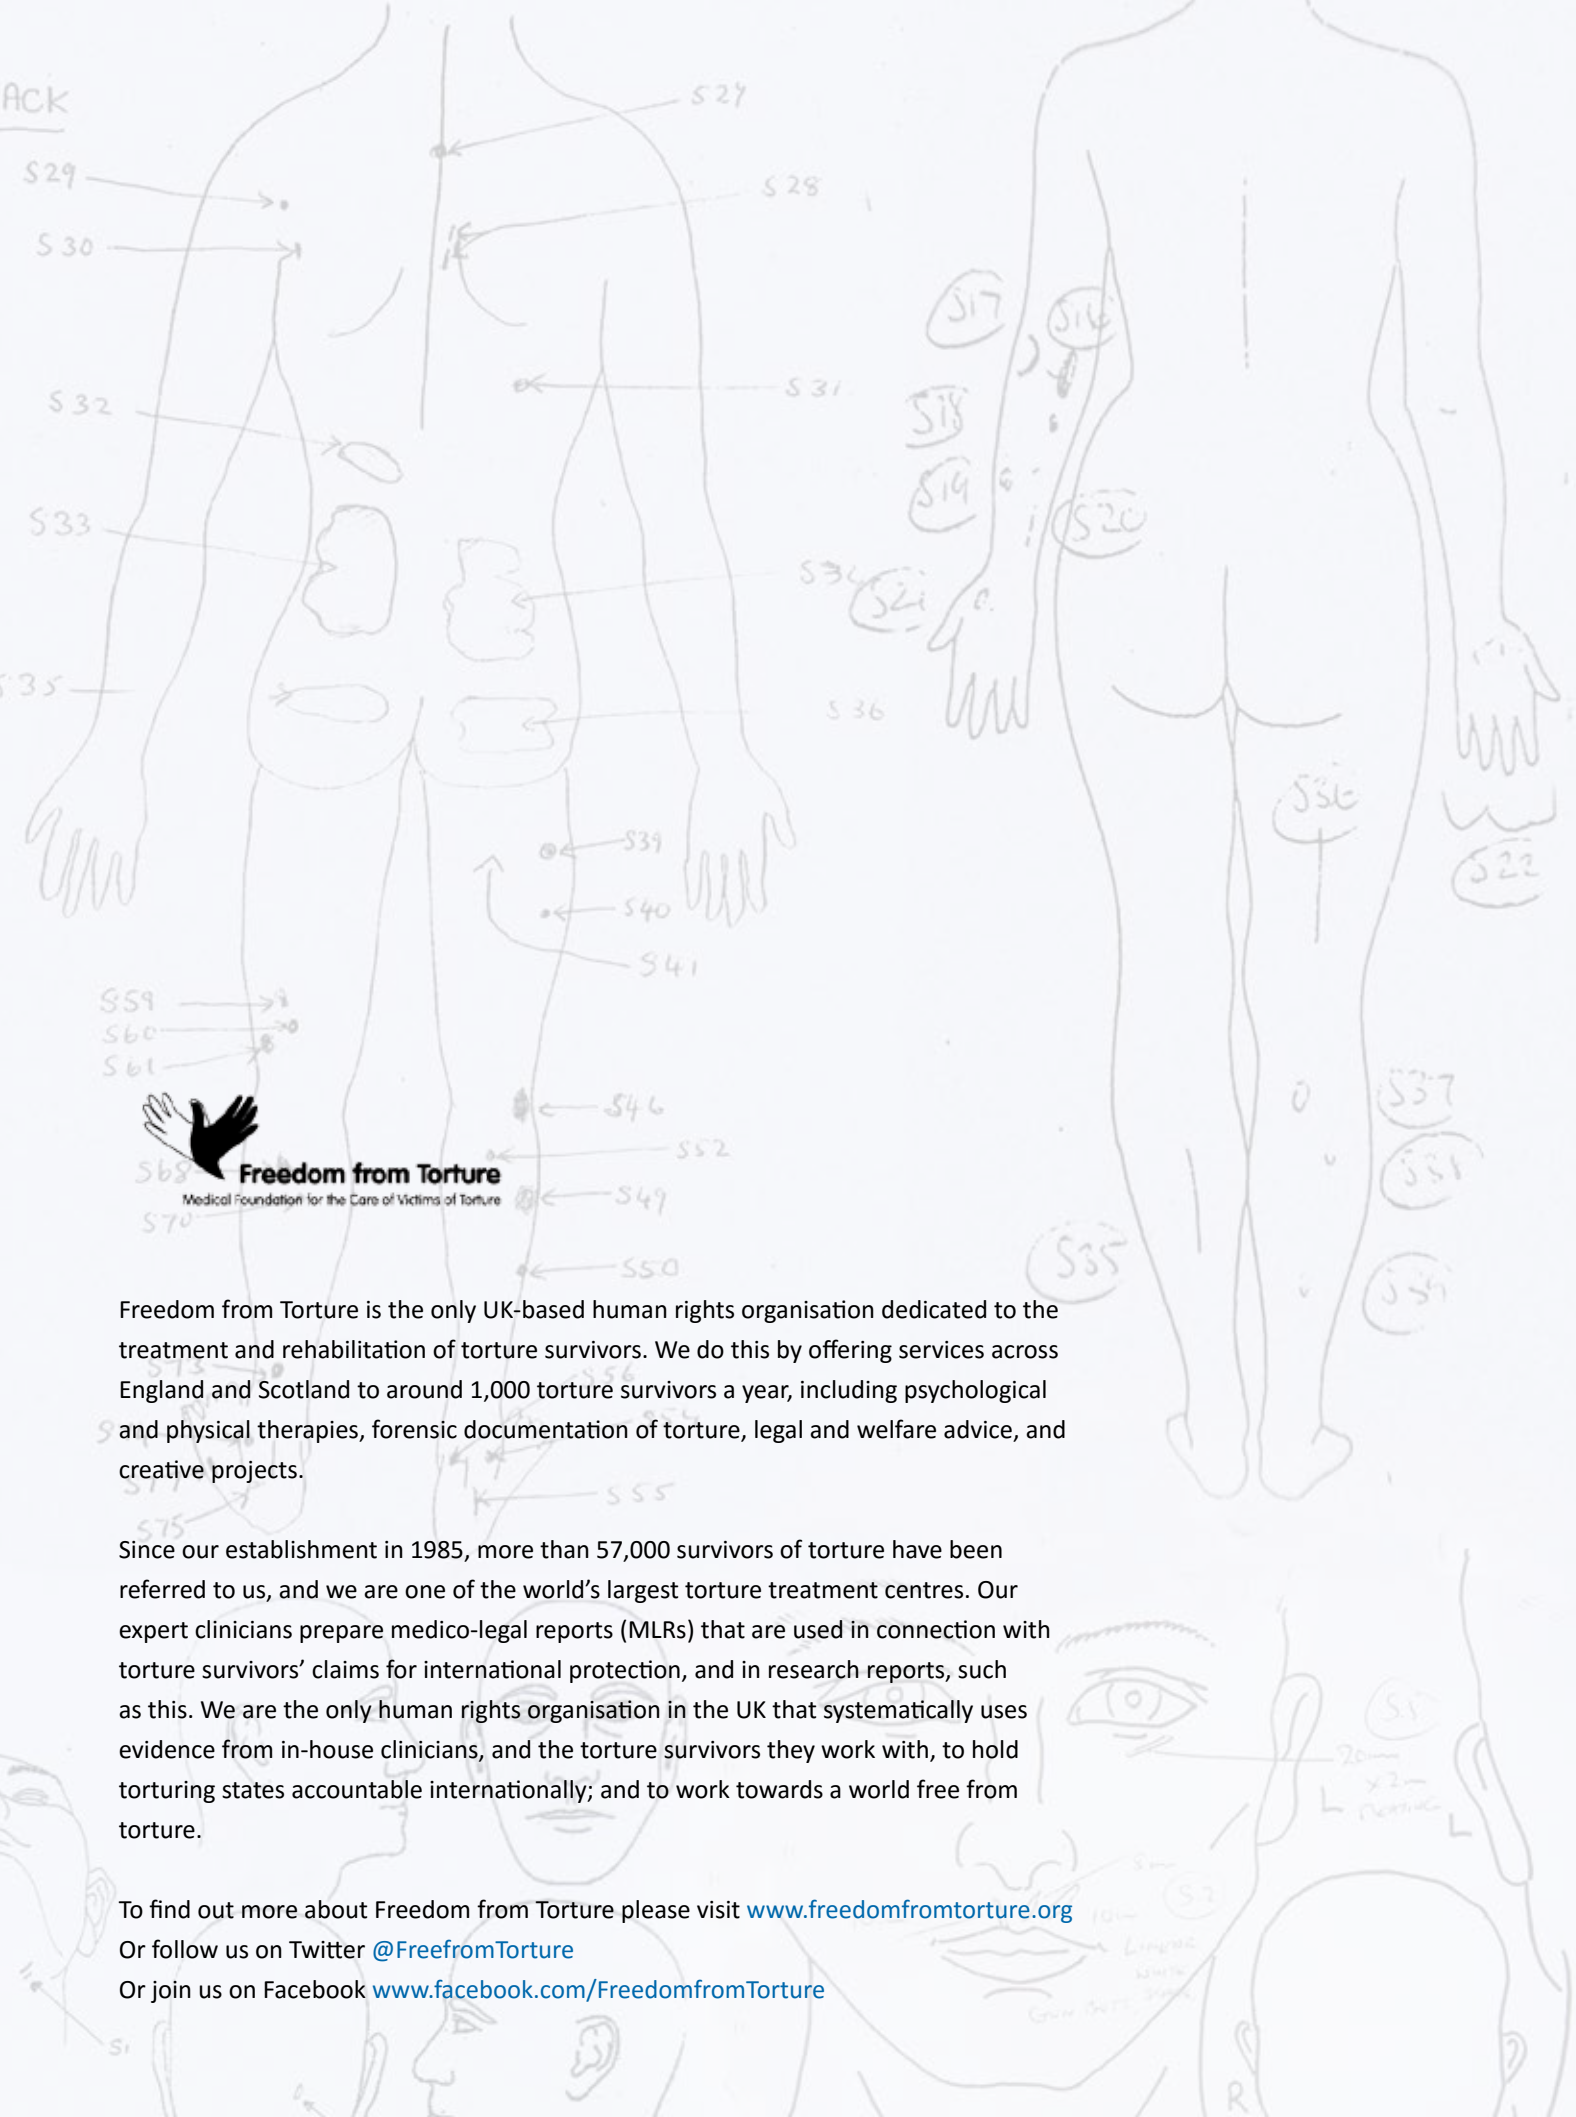 ACK
S27
S29
S28
S30
S17
S16
S31
S32
S18
S19
S33
S20
S35
S36
S36
S39
S22
S40
S41
S59
S60
S61
S37
S46
S52
S68
Freedom from Torture
Medical Foundation for the Care of Victims of Torture
S49
S70
S35
S50
Freedom from Torture is the only UK-based human rights organisation dedicated to the
treatment and rehabilitation of torture survivors. We do this by offering services across
S73
S56
England and Scotland to around 1,000 torture survivors a year, including psychological
and physical therapies, forensic documentation of torture, legal and welfare advice, and
creative projects.
S55
S75
Since our establishment in 1985, more than 57,000 survivors of torture have been
referred to us, and we are one of the world’s largest torture treatment centres. Our
expert clinicians prepare medico-legal reports (MLRs) that are used in connection with
torture survivors’ claims for international protection, and in research reports, such
as this. We are the only human rights organisation in the UK that systematically uses
evidence from in-house clinicians, and the torture survivors they work with, to hold
torturing states accountable internationally; and to work towards a world free from
torture.
To find out more about Freedom from Torture please visit www.freedomfromtorture.org
Or follow us on Twitter @FreefromTorture
Or join us on Facebook www.facebook.com/FreedomfromTorture
S1
R